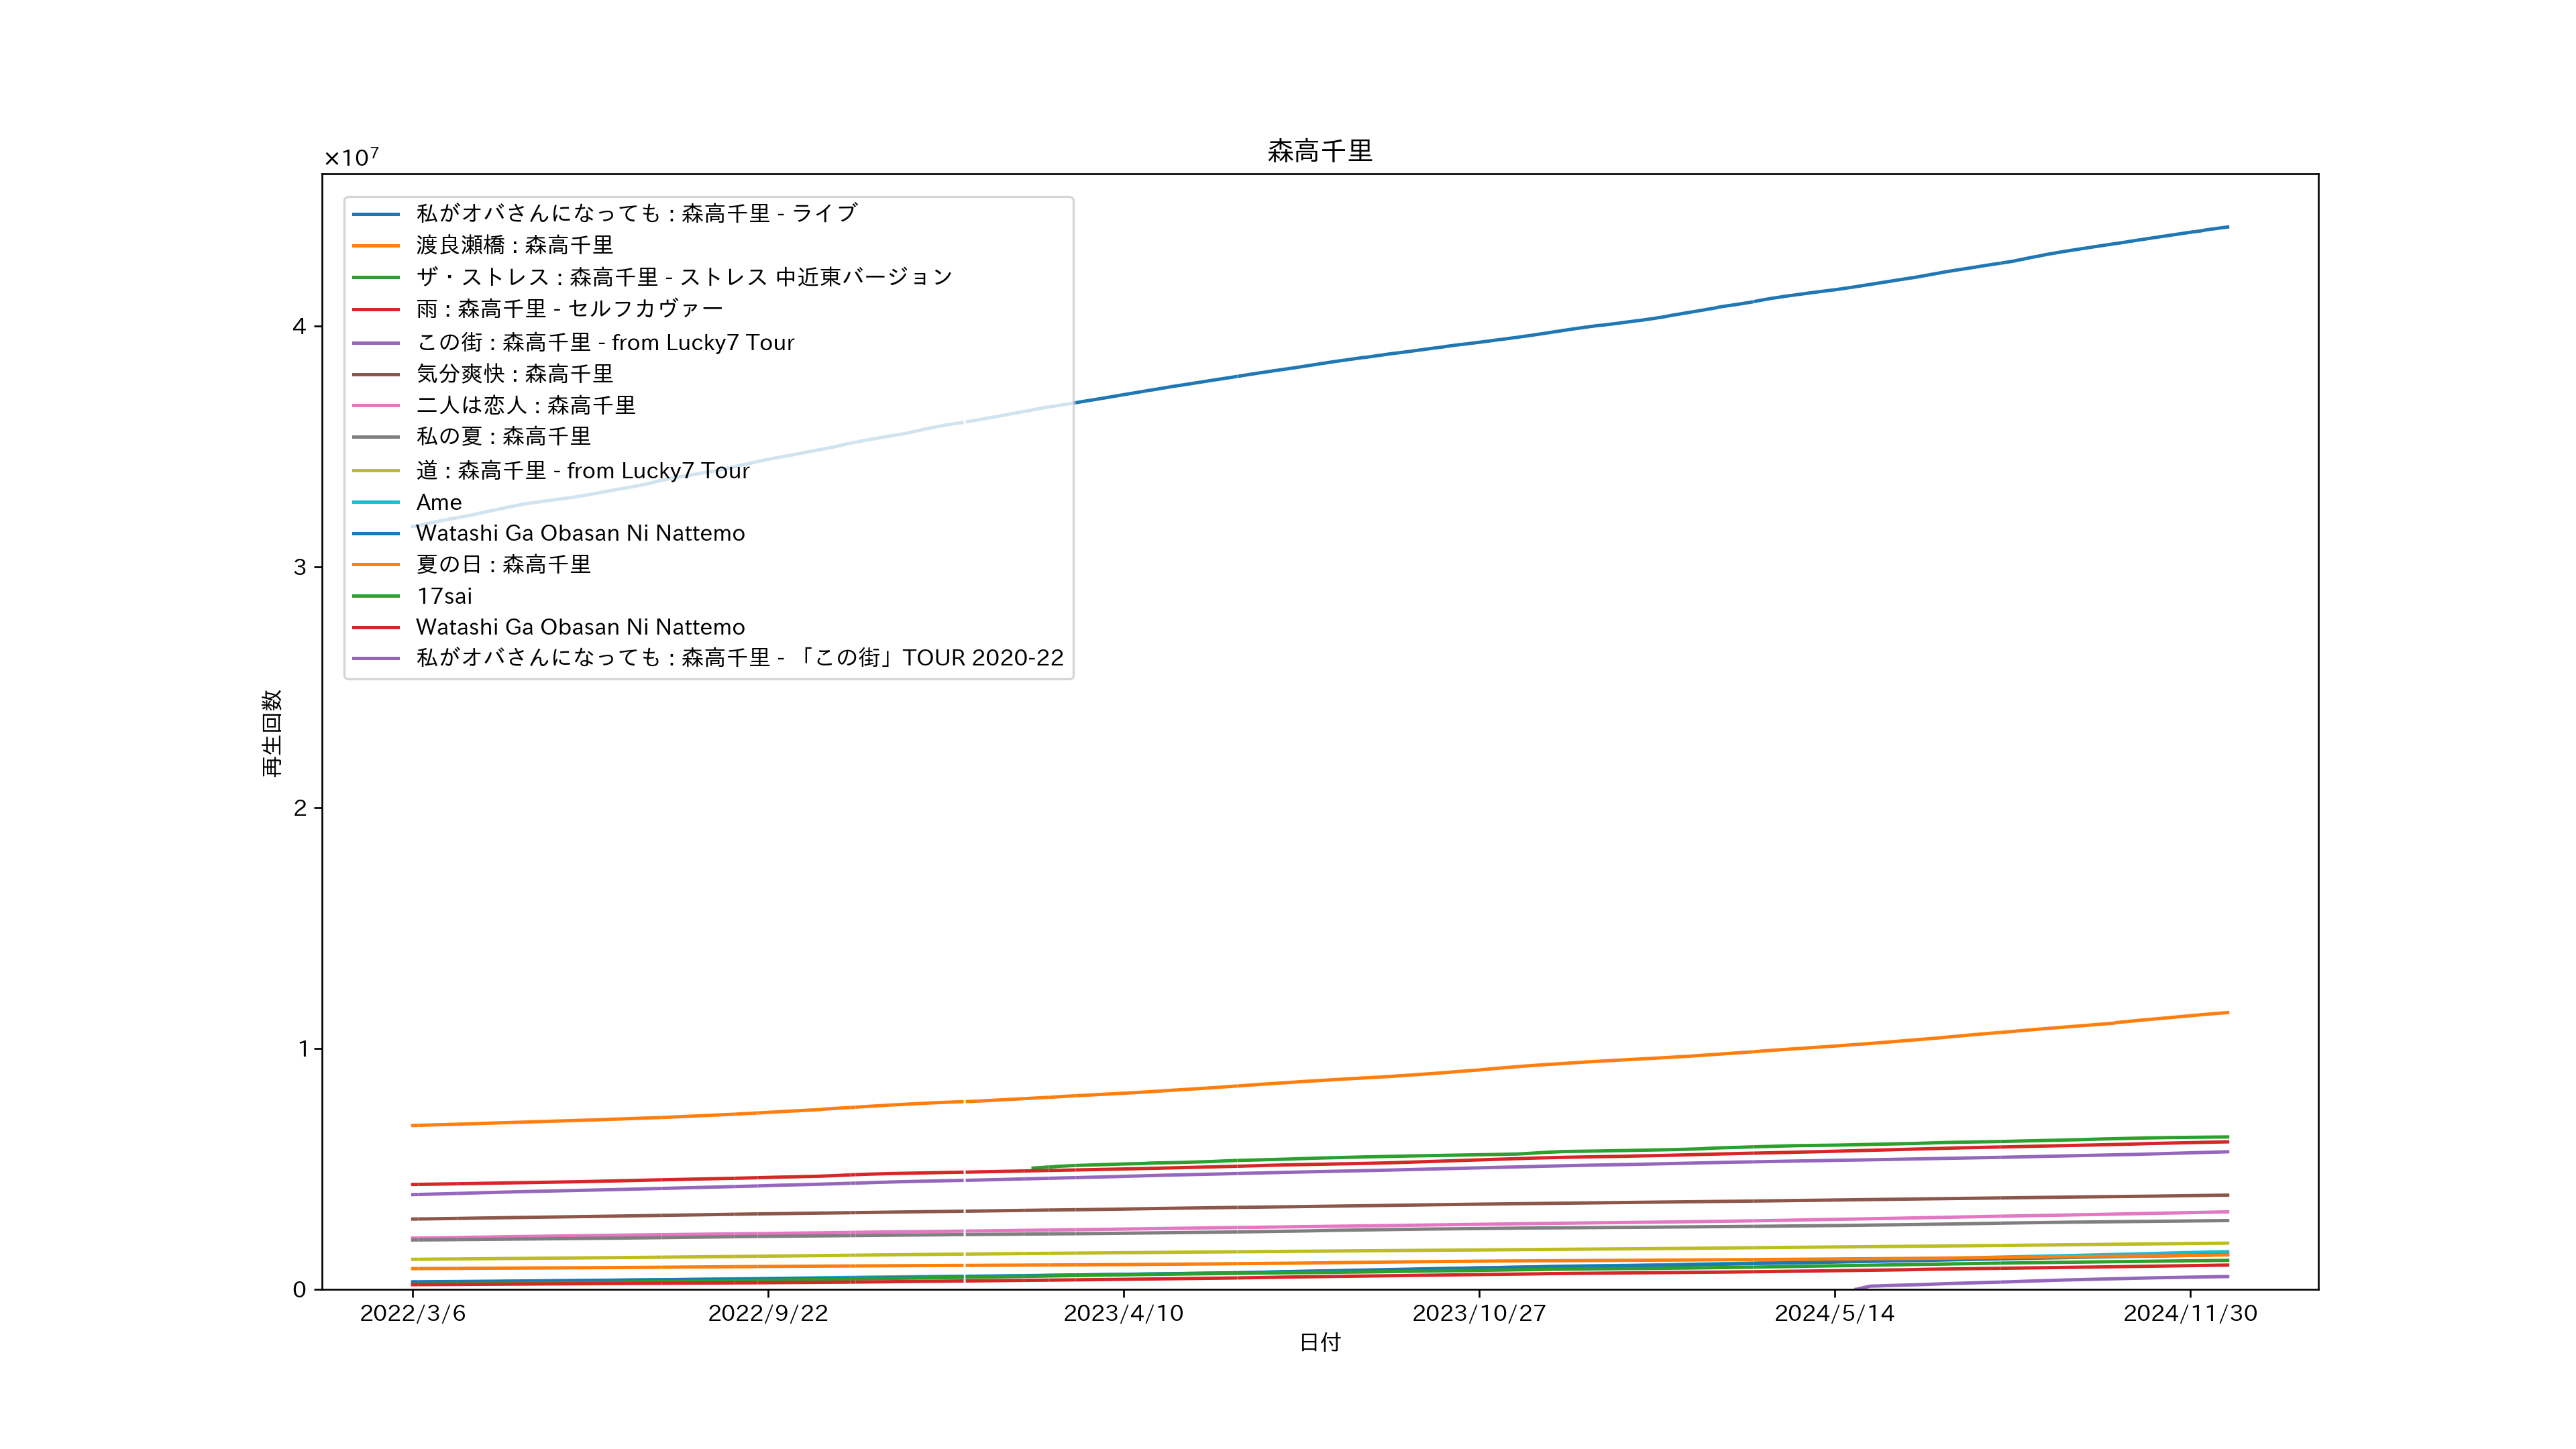 森高千里
×10⁷
4
3
2
1
0
再生回数
私がオバさんになっても : 森高千里 - ライブ
渡良瀬橋 : 森高千里
ザ・ストレス : 森高千里 - ストレス 中近東バージョン
雨 : 森高千里 - セルフカヴァー
この街 : 森高千里 - from Lucky7 Tour
気分爽快 : 森高千里
二人は恋人 : 森高千里
私の夏 : 森高千里
道 : 森高千里 - from Lucky7 Tour
Ame
Watashi Ga Obasan Ni Nattemo
夏の日 : 森高千里
17sai
Watashi Ga Obasan Ni Nattemo
私がオバさんになっても : 森高千里 - 「この街」TOUR 2020-22
2022/3/6 2022/9/22 2023/4/10 2023/10/27 2024/5/14 2024/11/30
日付